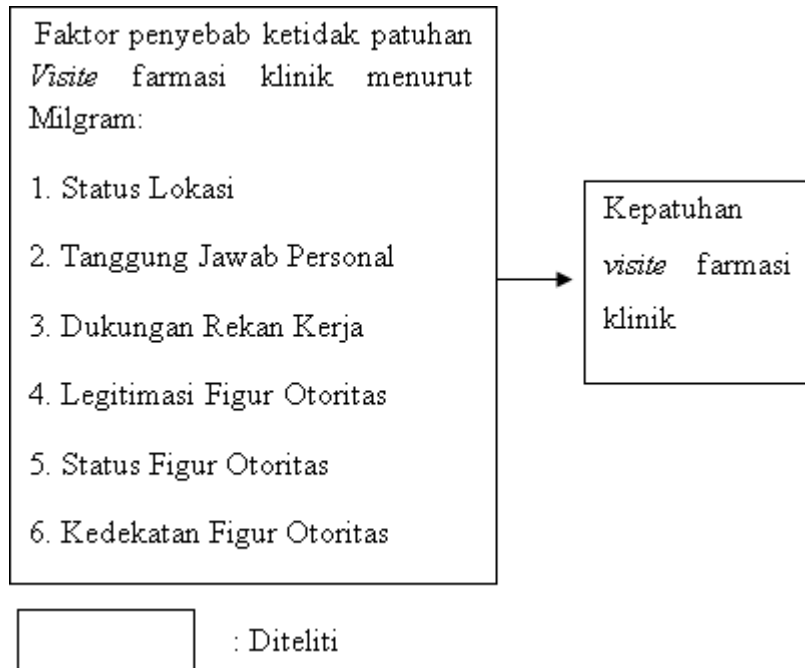 Faktor penyebab ketidak patuhan
Visite farmasi klinik menurut
Milgram:
1. Status Lokasi
2. Tanggung Jawab Personal
3. Dukungan Rekan Kerja
4. Legitimasi Figur Otoritas
5. Status Figur Otoritas
6. Kedekatan Figur Otoritas
Kepatuhan
visite farmasi
klinik
: Diteliti